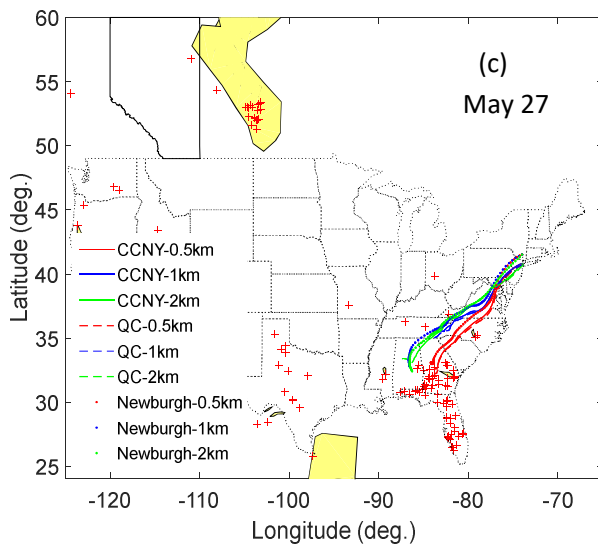 60
55
50
45
40
35
30
25
Latitude (deg.)
(c)
May 27
CCNY-0.5km
CCNY-1km
CCNY-2km
QC-0.5km
QC-1km
QC-2km
Newburgh-0.5km
Newburgh-1km
Newburgh-2km
-120 -110 -100 -90 -80 -70
Longitude (deg.)